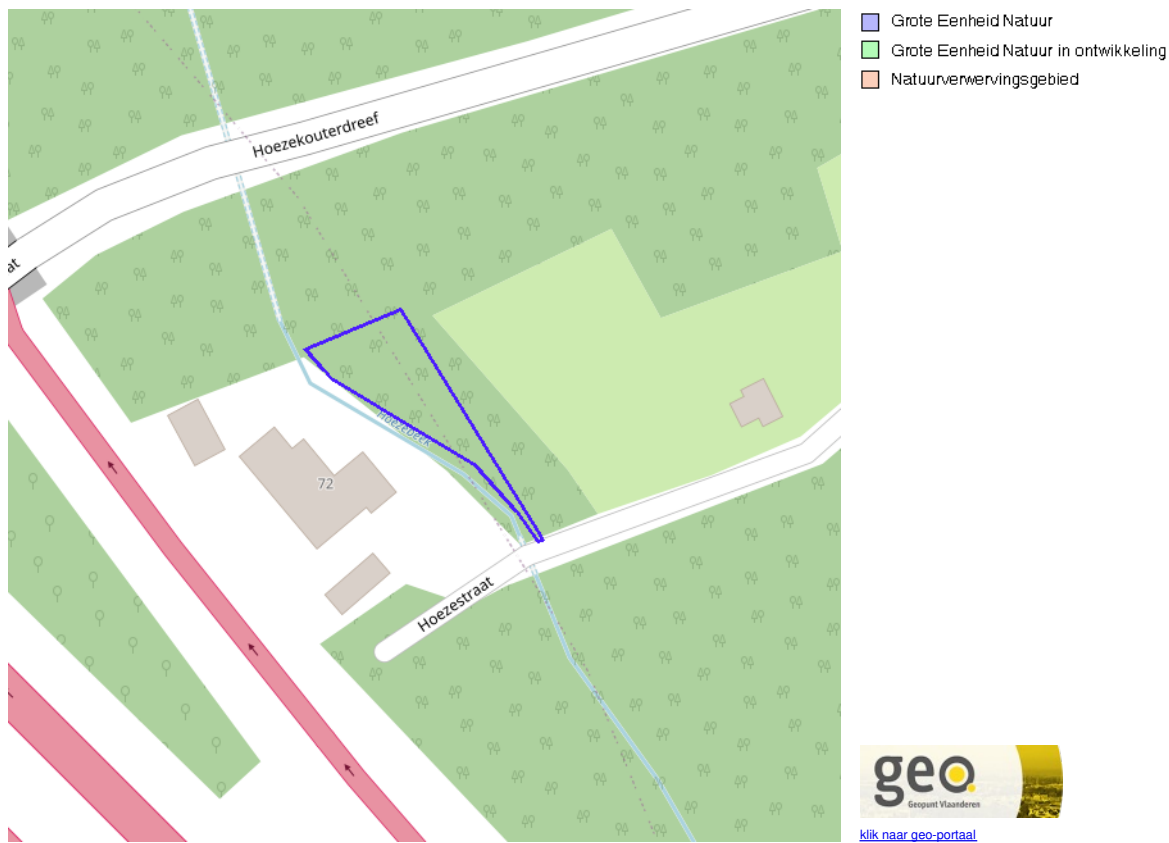 Grote Eenheid Natuur
Grote Eenheid Natuur in ontwikkeling
Natuurverwervingsgebied
Hoezekouterdreef
at
Hoezebeek
72
Hoezestraat
geo.
Geopunt Vlaanderen
klik naar geo-portaal